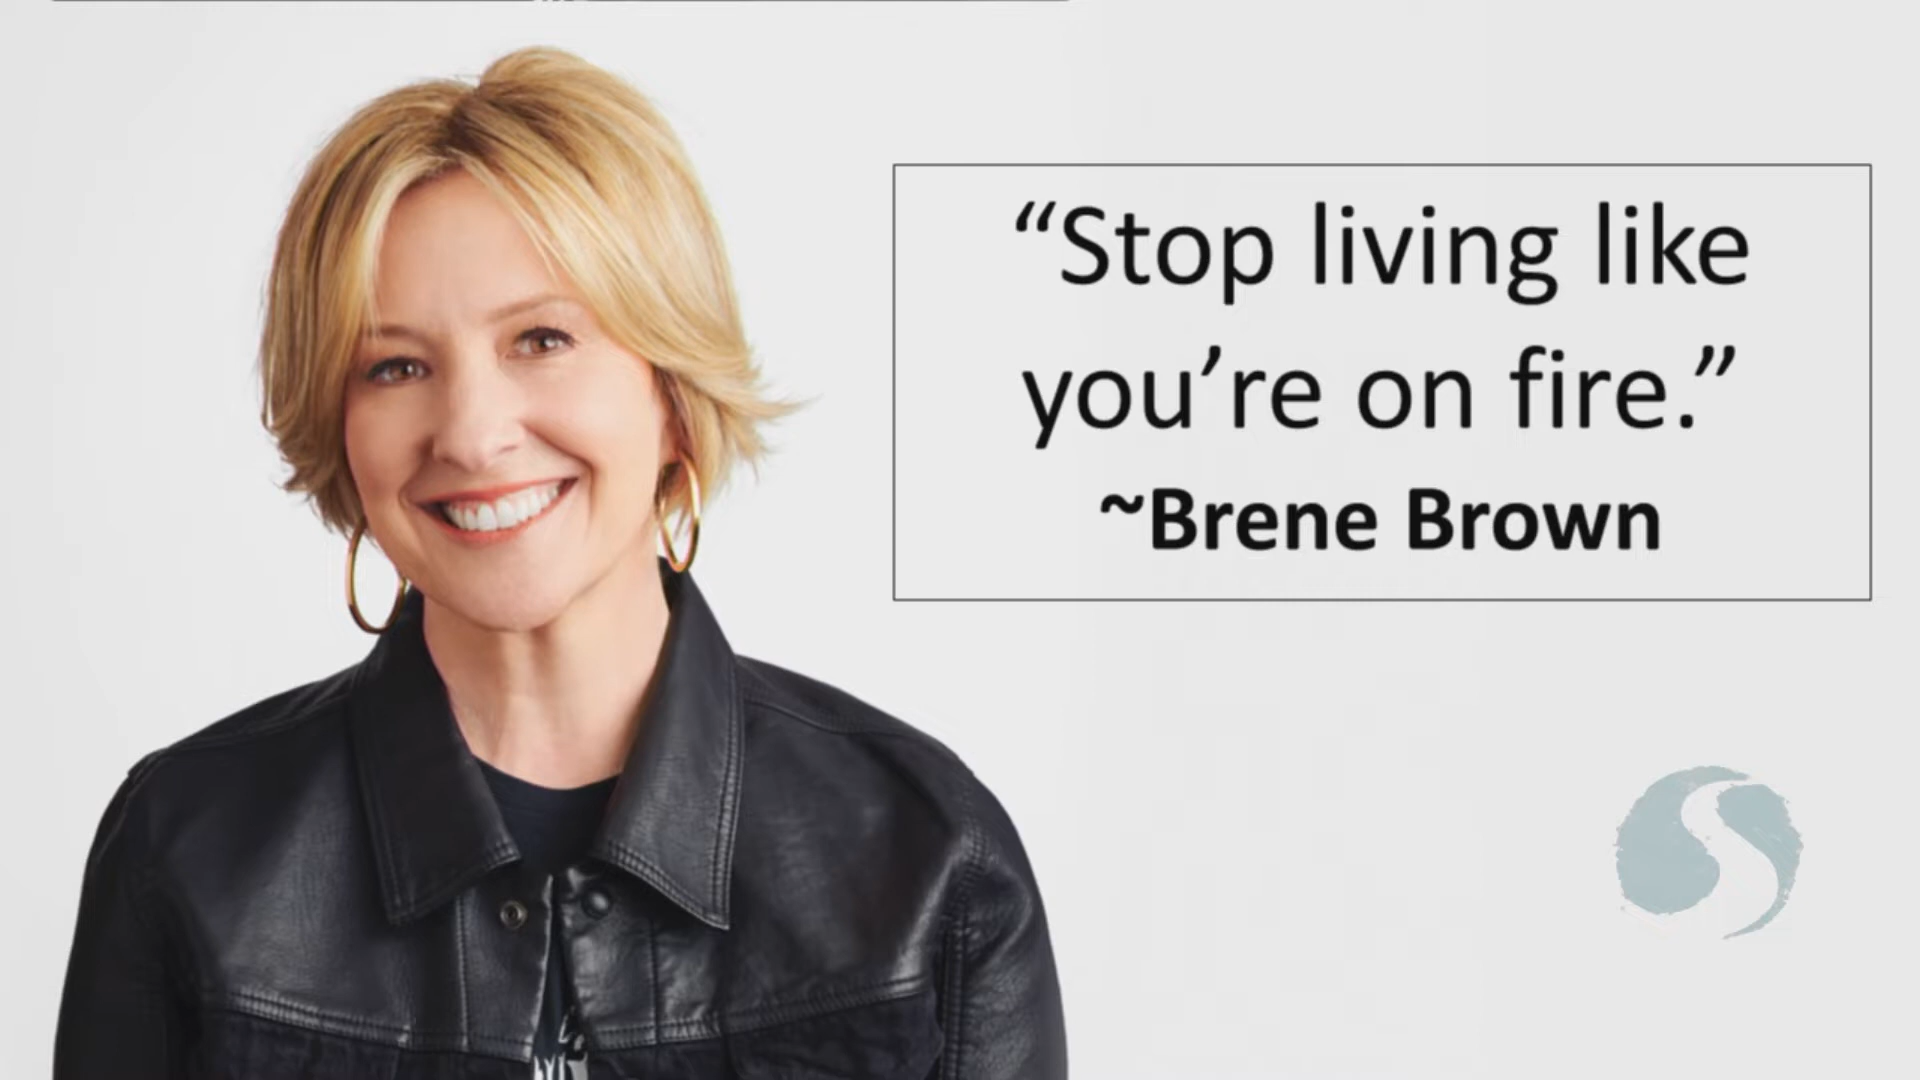 “Stop living like
you’re on fire.”
~Brene Brown